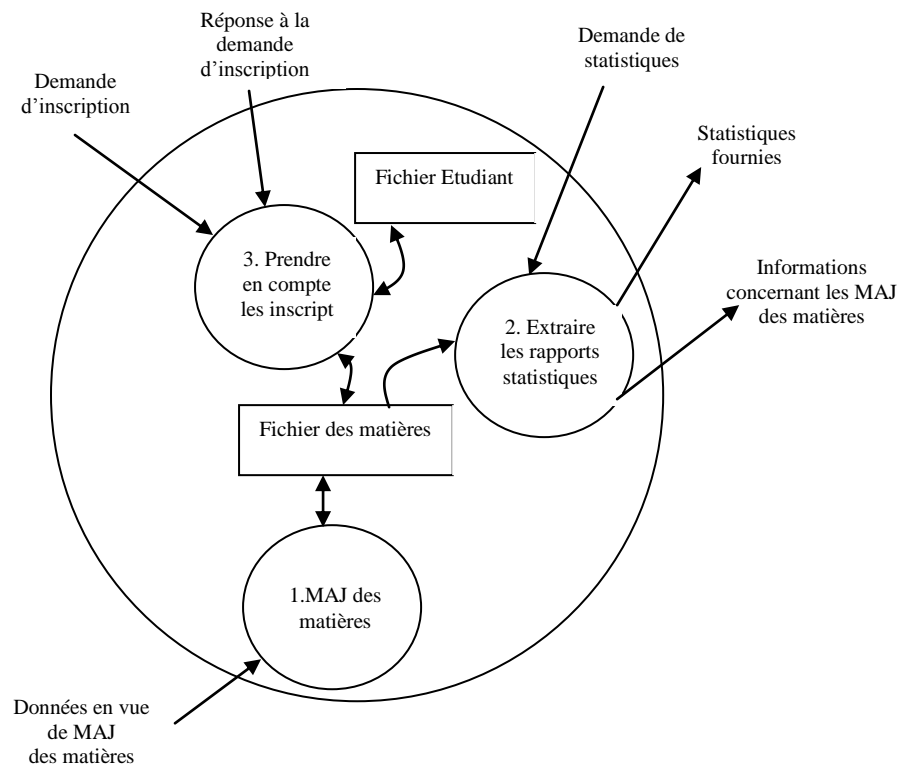 Réponse à la
demande
d'inscription
Demande de
statistiques
Demande
d'inscription
Statistiques
fournies
Fichier Etudiant
3. Prendre
en compte
les inscript
Informations
concernant les MAJ
des matières
2. Extraire
les rapports
statistiques
Fichier des matières
1.MAJ des
matières
Données en vue
de MAJ
des matières